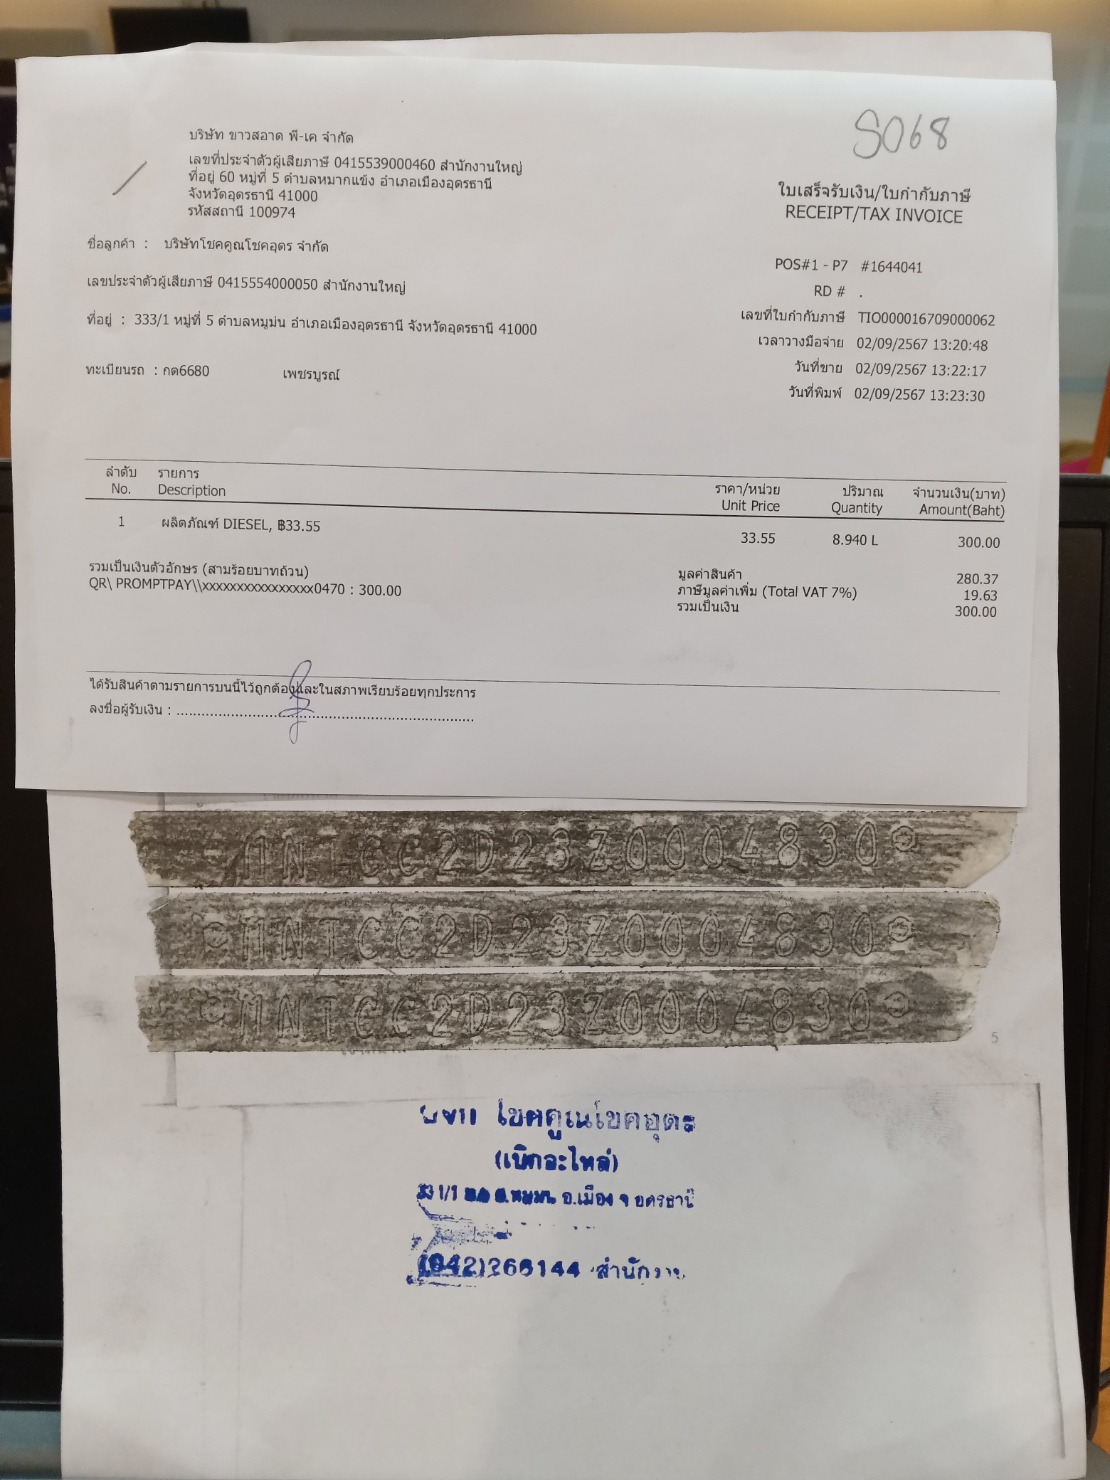 S068
บริษัท ขาวสอาด พี-เค จำกัด
เลขที่ประจำตัวผู้เสียภาษี 0415539000460 สำนักงานใหญ่
ที่อยู่ 60 หมู่ที่ 5 ตำบลหมากแข้ง อำเภอเมืองอุดรธานี
จังหวัดอุดรธานี 41000
รหัสสถานี 100974
ใบเสร็จรับเงิน/ใบกำกับภาษี
RECEIPT/TAX INVOICE
ชื่อลูกค้า : บริษัทโชคคูณโชคอุดร จำกัด
เลขประจำตัวผู้เสียภาษี 0415554000050 สำนักงานใหญ่
ที่อยู่ : 333/1 หมู่ที่ 5 ตำบลหมูม่น อำเภอเมืองอุดรธานี จังหวัดอุดรธานี 41000
ทะเบียนรถ : กต6680 เพชรบูรณ์
POS#1 - P7 #1644041
RD # .
เลขที่ใบกำกับภาษี TIO000016709000062
เวลาวางมือจ่าย 02/09/2567 13:20:48
วันที่ขาย 02/09/2567 13:22:17
วันที่พิมพ์ 02/09/2567 13:23:30
ลำดับ รายการ ราคา/หน่วย ปริมาณ จำนวนเงิน(บาท)
No. Description Unit Price Quantity Amount(Baht)
1 ผลิตภัณฑ์ DIESEL, ฿33.55 33.55 8.940 L 300.00
รวมเป็นเงินตัวอักษร (สามร้อยบาทถ้วน)
QR\ PROMPTPAY\\xxxxxxxxxxxxxxxx0470 : 300.00
มูลค่าสินค้า 280.37
ภาษีมูลค่าเพิ่ม (Total VAT 7%) 19.63
รวมเป็นเงิน 300.00
ได้รับสินค้าตามรายการบนนี้ไว้ถูกต้องและในสภาพเรียบร้อยทุกประการ
ลงชื่อผู้รับเงิน :
MNTCC2D23Z0004830
MNTCC2D23Z0004830
MNTCC2D23Z0004830
5
โชคคูณโชคอุดร
(เบิกอะไหล่)
อ.เมือง จ อุดรธานี
(042)266144 สำนักงาน